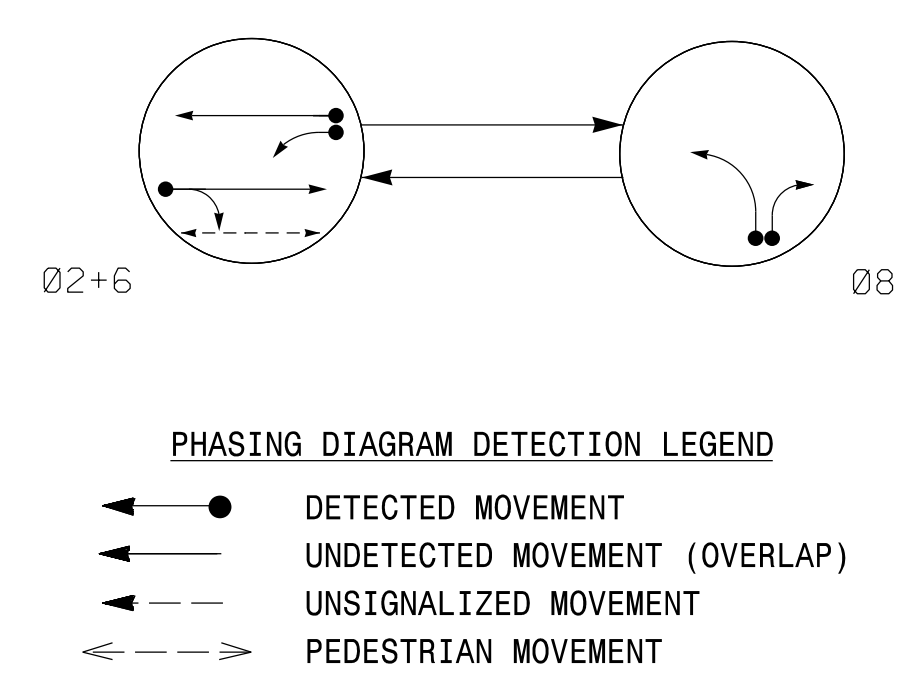 Ø2+6
Ø8
PHASING DIAGRAM DETECTION LEGEND
DETECTED MOVEMENT
UNDETECTED MOVEMENT (OVERLAP)
UNSIGNALIZED MOVEMENT
PEDESTRIAN MOVEMENT